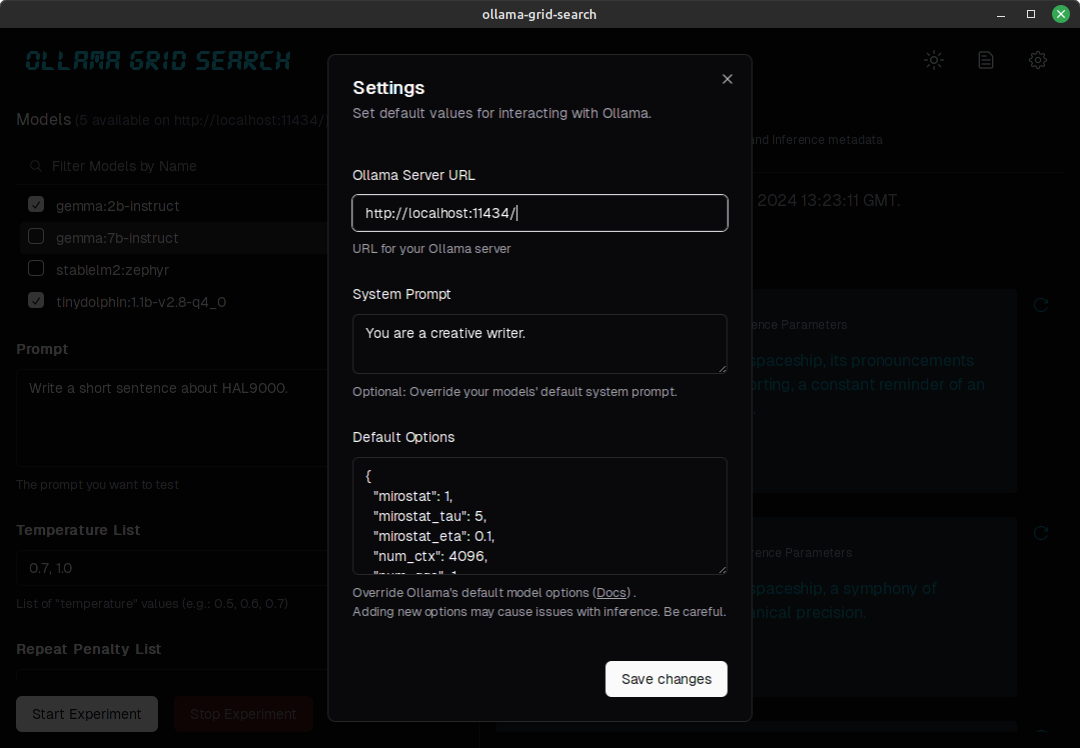 ollama-grid-search
OLLAMA GRID SEARCH
Models (5 available on http://localhost:11434/)
Filter Models by Name
gemma:2b-instruct
gemma:7b-instruct
stablelm2:zephyr
tinydolphin:1.1b-v2.8-q4_0
Prompt
Write a short sentence about HAL9000.
The prompt you want to test
Temperature List
0.7, 1.0
List of "temperature" values (e.g.: 0.5, 0.6, 0.7)
Repeat Penalty List
Start Experiment
Stop Experiment
Settings
Set default values for interacting with Ollama.
Ollama Server URL
http://localhost:11434/
URL for your Ollama server
System Prompt
You are a creative writer.
Optional: Override your models' default system prompt.
Default Options
{
"mirostat": 1,
"mirostat_tau": 5,
"mirostat_eta": 0.1,
"num_ctx": 4096,
Override Ollama's default model options (Docs) .
Adding new options may cause issues with inference. Be careful.
Save changes
and Inference metadata
2024 13:23:11 GMT.
Parameters
spaceship, its pronouncements
a constant reminder of an
Parameters
spaceship, a symphony of
precision.